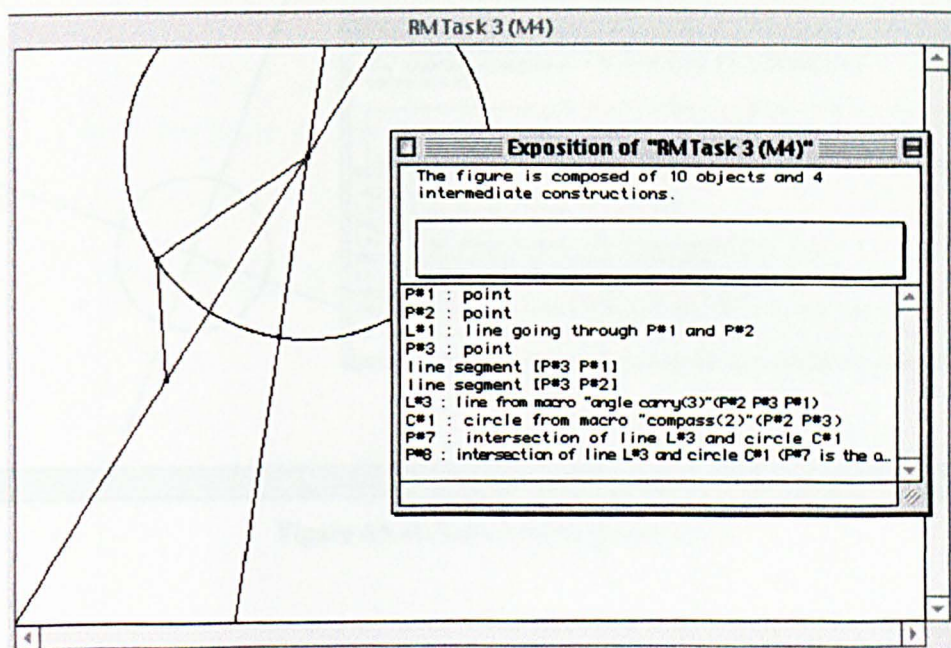 RM Task 3 (M4)
Exposition of "RM Task 3 (M4)"
The figure is composed of 10 objects and 4
intermediate constructions.
P#1 : point
P#2 : point
L#1 : line going through P#1 and P#2
P#3 : point
line segment [P#3 P#1]
line segment [P#3 P#2]
L#3 : line from macro "angle carry(3)"(P#2 P#3 P#1)
C#1 : circle from macro "compass(2)"(P#2 P#3)
P#7 : intersection of line L#3 and circle C#1
P#8 : intersection of line L#3 and circle C#1 (P#7 is the a...